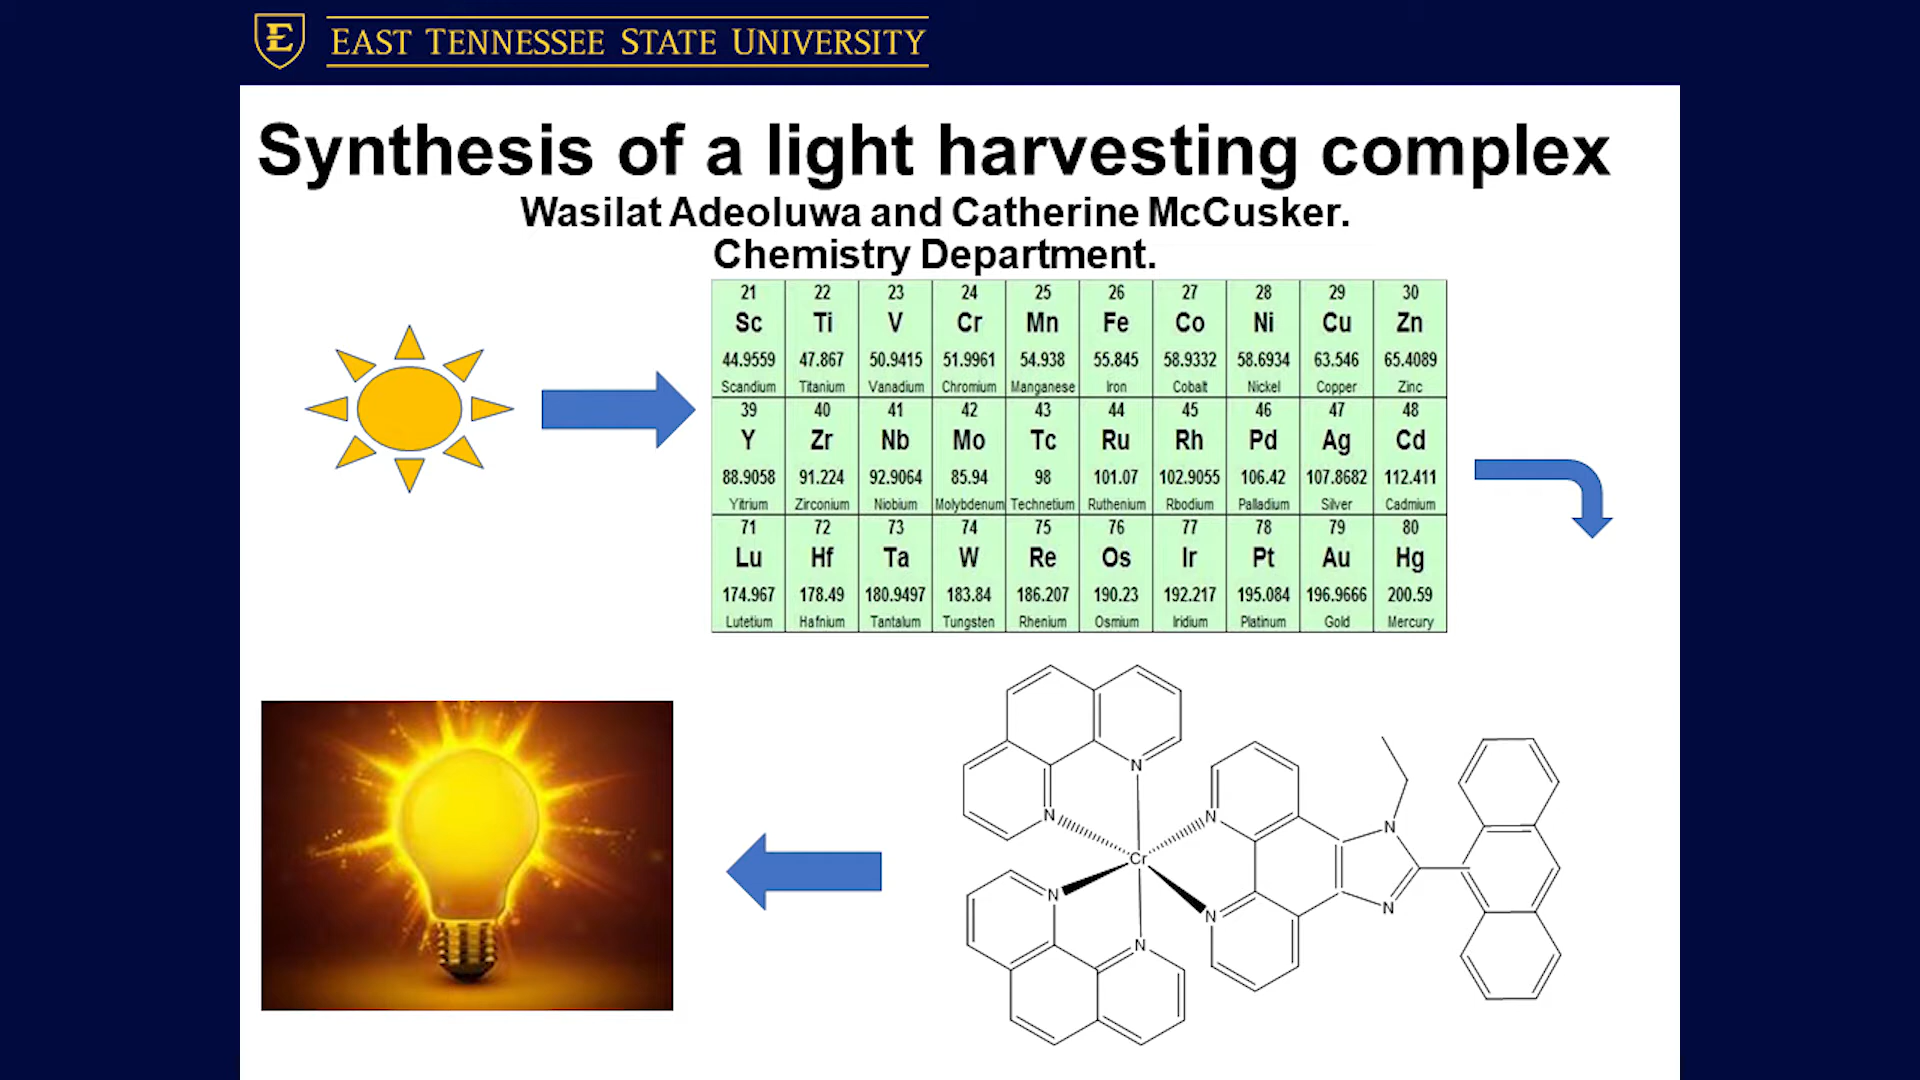 EAST TENNESSEE STATE UNIVERSITY
Synthesis of a light harvesting complex
Wasilat Adeoluwa and Catherine McCusker.
Chemistry Department.
21 22 23 24 25 26 27 28 29 30
Sc Ti V Cr Mn Fe Co Ni Cu Zn
44.9559 47.867 50.9415 51.9961 54.938 55.845 58.9332 58.6934 63.546 65.4089
Scandium Titanium Vanadium Chromium Manganese Iron Cobalt Nickel Copper Zinc
39 40 41 42 43 44 45 46 47 48
Y Zr Nb Mo Tc Ru Rh Pd Ag Cd
88.9058 91.224 92.9064 85.94 98 101.07 102.9055 106.42 107.8682 112.411
Yitrium Zirconium Niobium Molybdenum Technetium Ruthenium Rbodium Palladium Silver Cadmium
71 72 73 74 75 76 77 78 79 80
Lu Hf Ta W Re Os Ir Pt Au Hg
174.967 178.49 180.9497 183.84 186.207 190.23 192.217 195.084 196.9666 200.59
Lutetium Hafnium Tantalum Tungsten Rhenium Osmium Iridium Platinum Gold Mercury
N
N N N
Cr
N N N
N